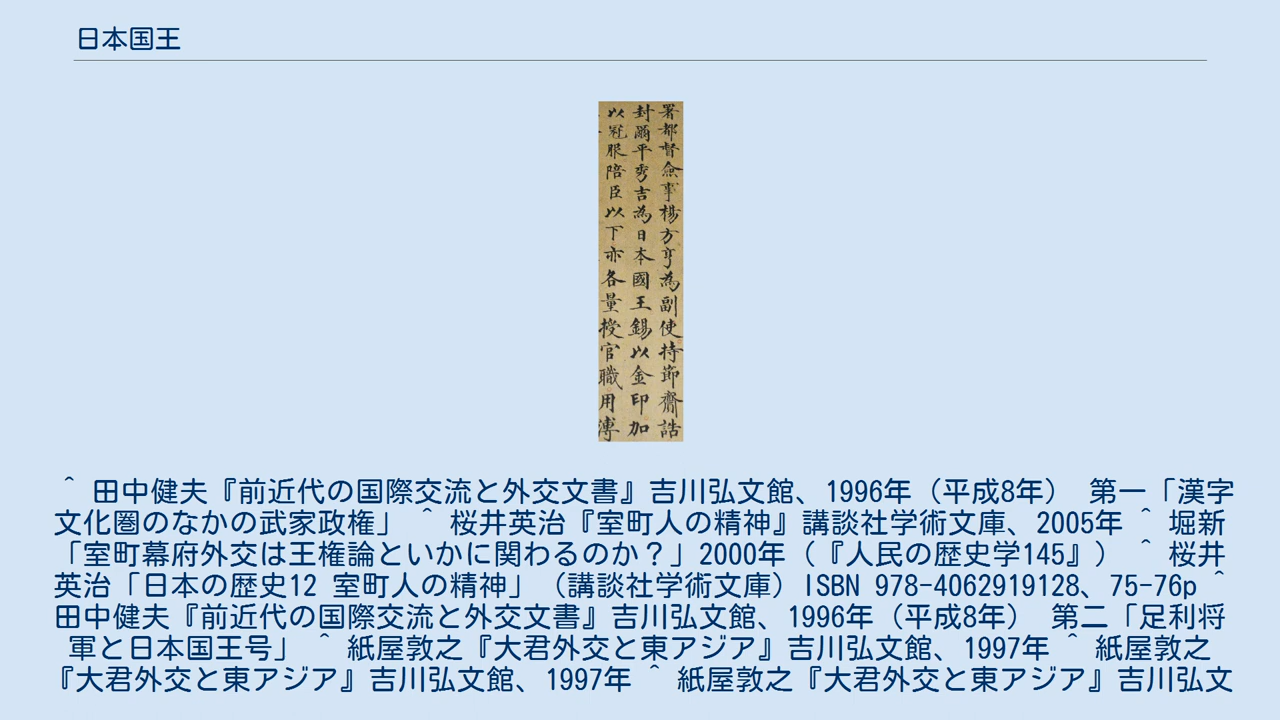 日本国王
署都督僉事楊方亨為副使持節齎誥
封爾平秀吉為日本國王錫以金印加
以冠服陪臣以下亦各量授官職用溥
^ 田中健夫『前近代の国際交流と外交文書』吉川弘文館、1996年（平成8年） 第一「漢字
文化圏のなかの武家政権」 ^ 桜井英治『室町人の精神』講談社学術文庫、2005年 ^ 堀新
「室町幕府外交は王権論といかに関わるのか？」2000年（『人民の歴史学145』） ^ 桜井
英治「日本の歴史12 室町人の精神」（講談社学術文庫）ISBN 978-4062919128、75-76p ^
田中健夫『前近代の国際交流と外交文書』吉川弘文館、1996年（平成8年） 第二「足利将
軍と日本国王号」 ^ 紙屋敦之『大君外交と東アジア』吉川弘文館、1997年 ^ 紙屋敦之
『大君外交と東アジア』吉川弘文館、1997年 ^ 紙屋敦之『大君外交と東アジア』吉川弘文